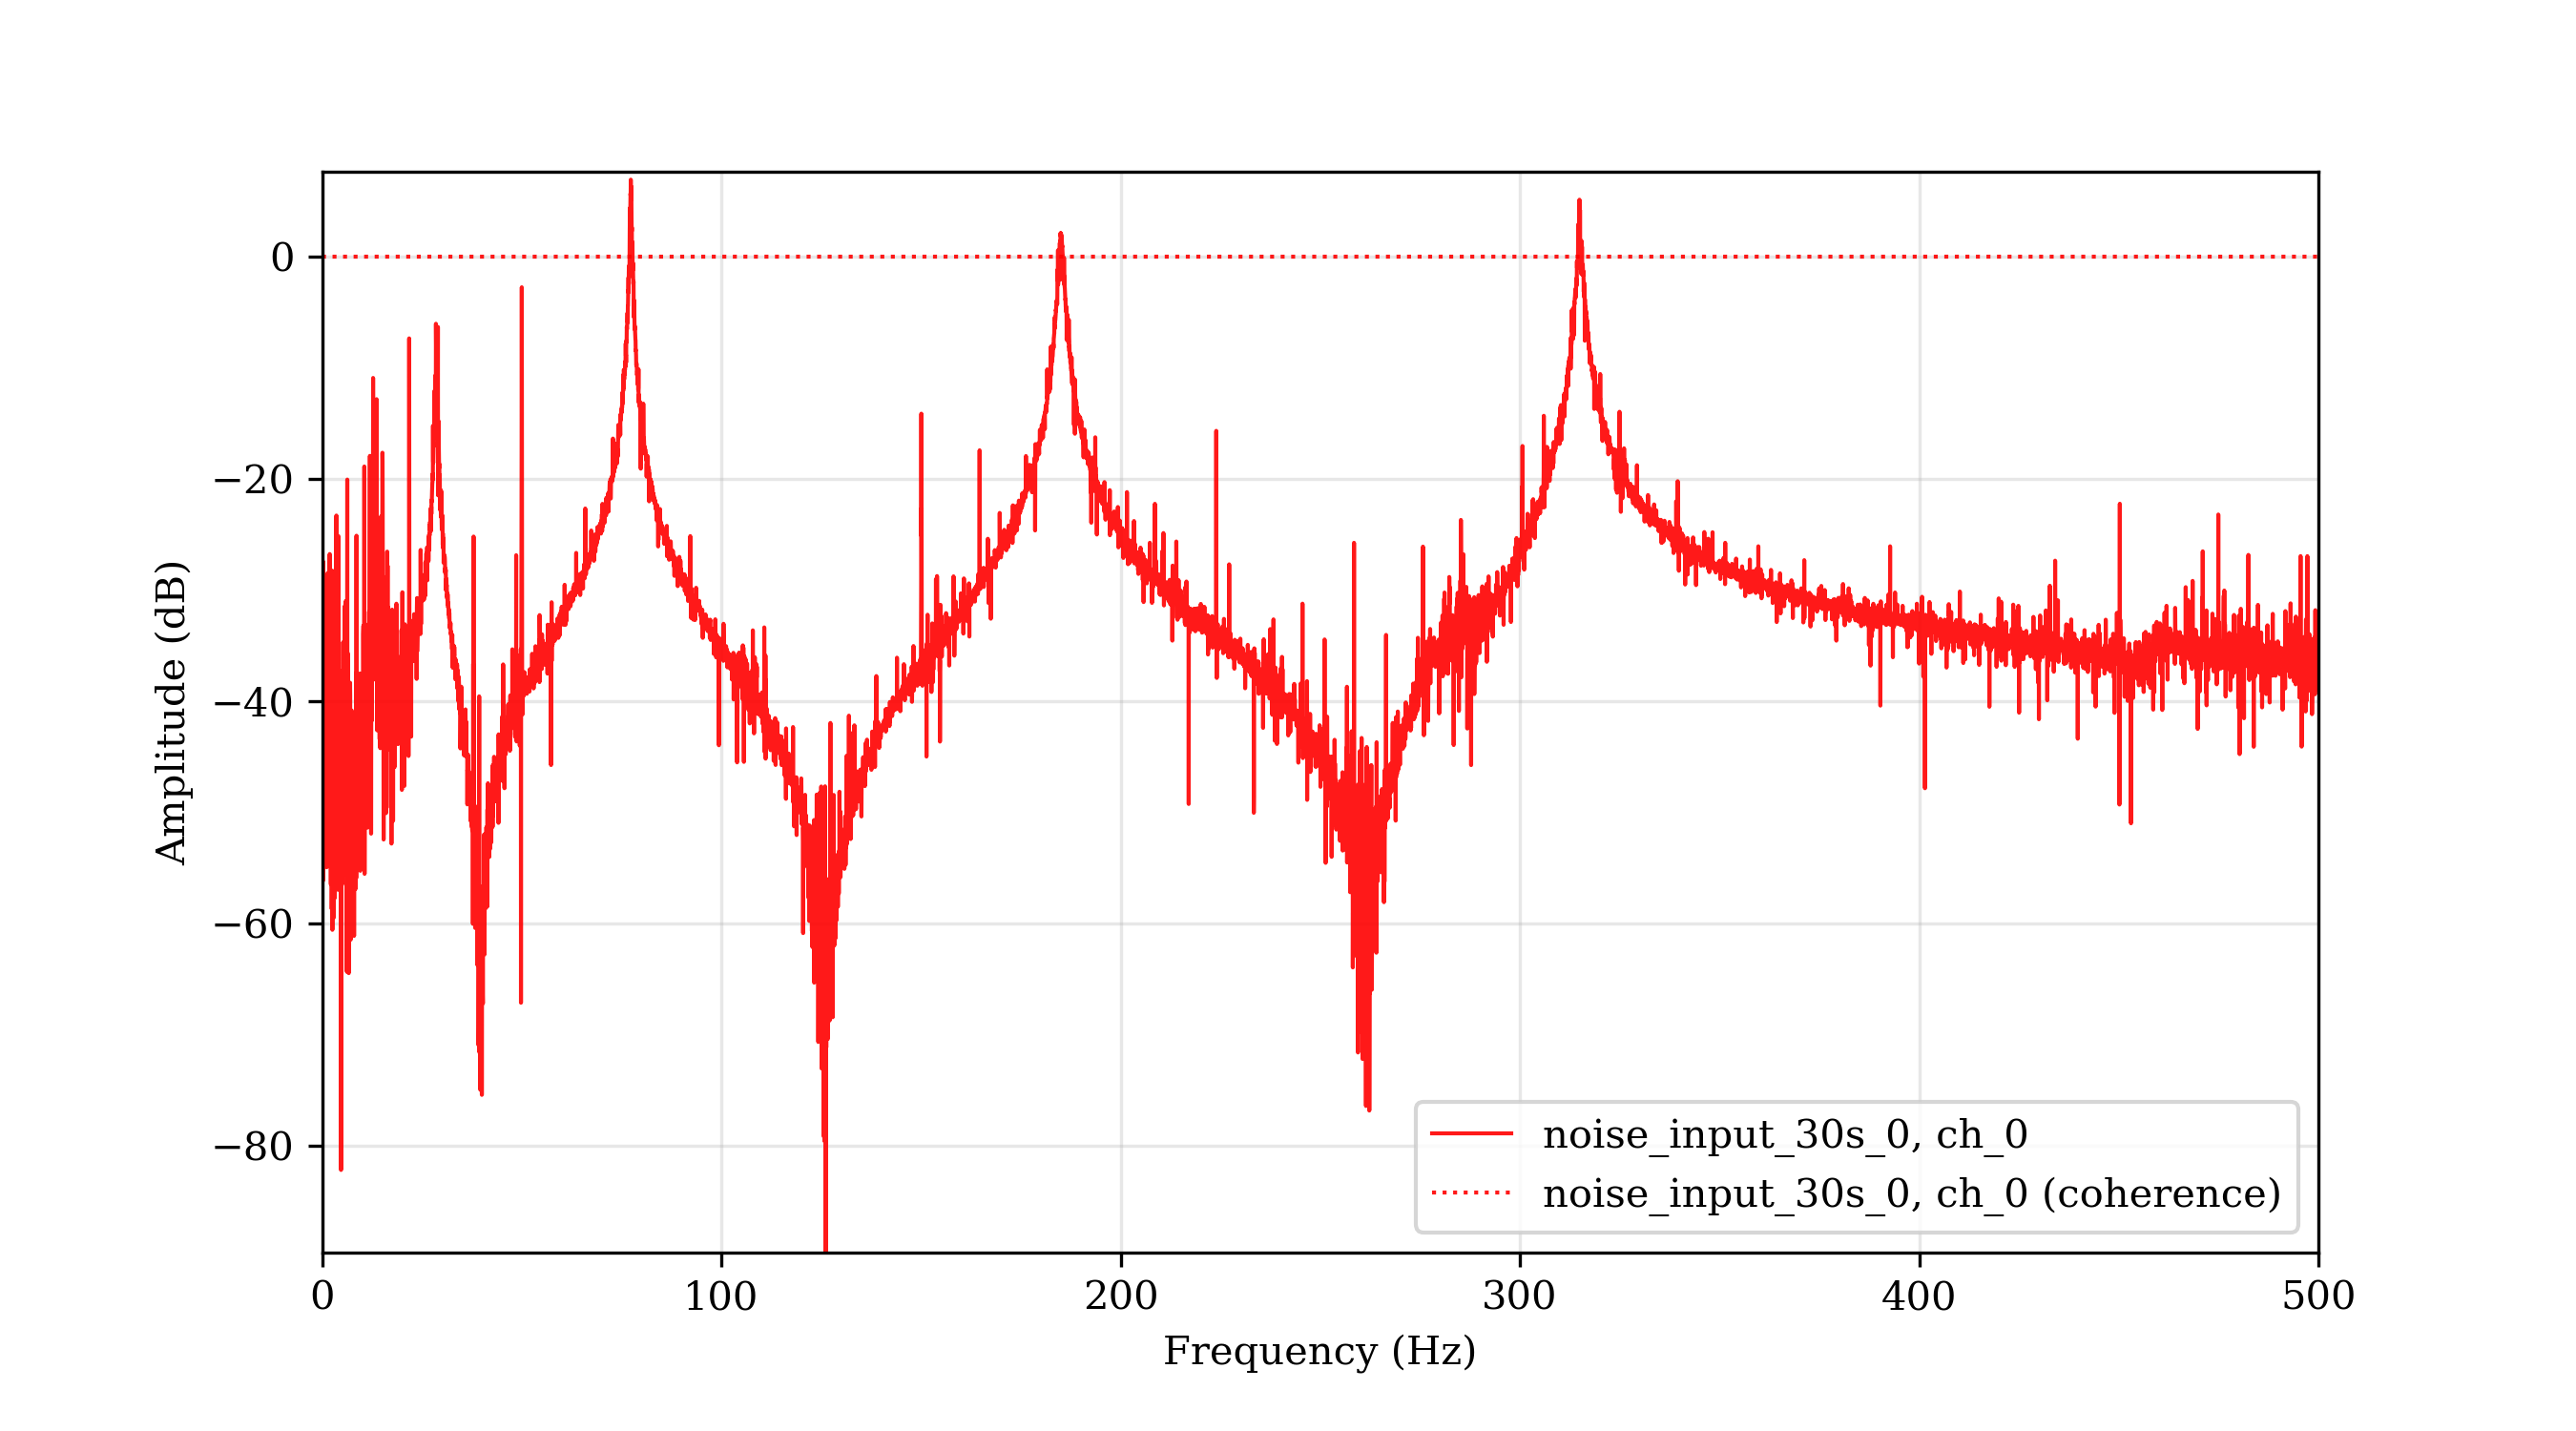 0
−20
−40
−60
−80
Amplitude (dB)
noise_input_30s_0, ch_0
noise_input_30s_0, ch_0 (coherence)
0 100 200 300 400 500
Frequency (Hz)